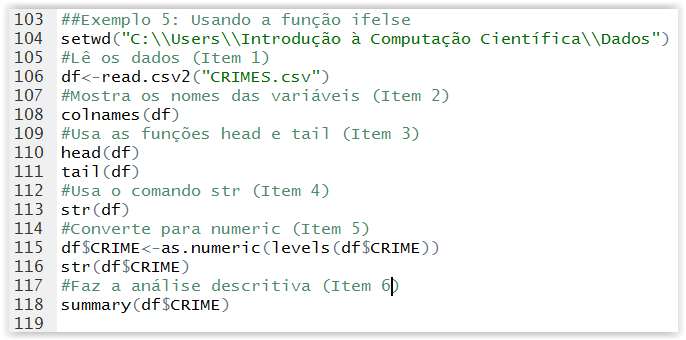 103 ##Exemplo 5: Usando a função ifelse
104 setwd("C:\\Users\\Introdução à Computação Científica\\Dados")
105 #Lê os dados (Item 1)
106 df<-read.csv2("CRIMES.csv")
107 #Mostra os nomes das variáveis (Item 2)
108 colnames(df)
109 #Usa as funções head e tail (Item 3)
110 head(df)
111 tail(df)
112 #Usa o comando str (Item 4)
113 str(df)
114 #Converte para numeric (Item 5)
115 df$CRIME<-as.numeric(levels(df$CRIME))
116 str(df$CRIME)
117 #Faz a análise descritiva (Item 6)
118 summary(df$CRIME)
119